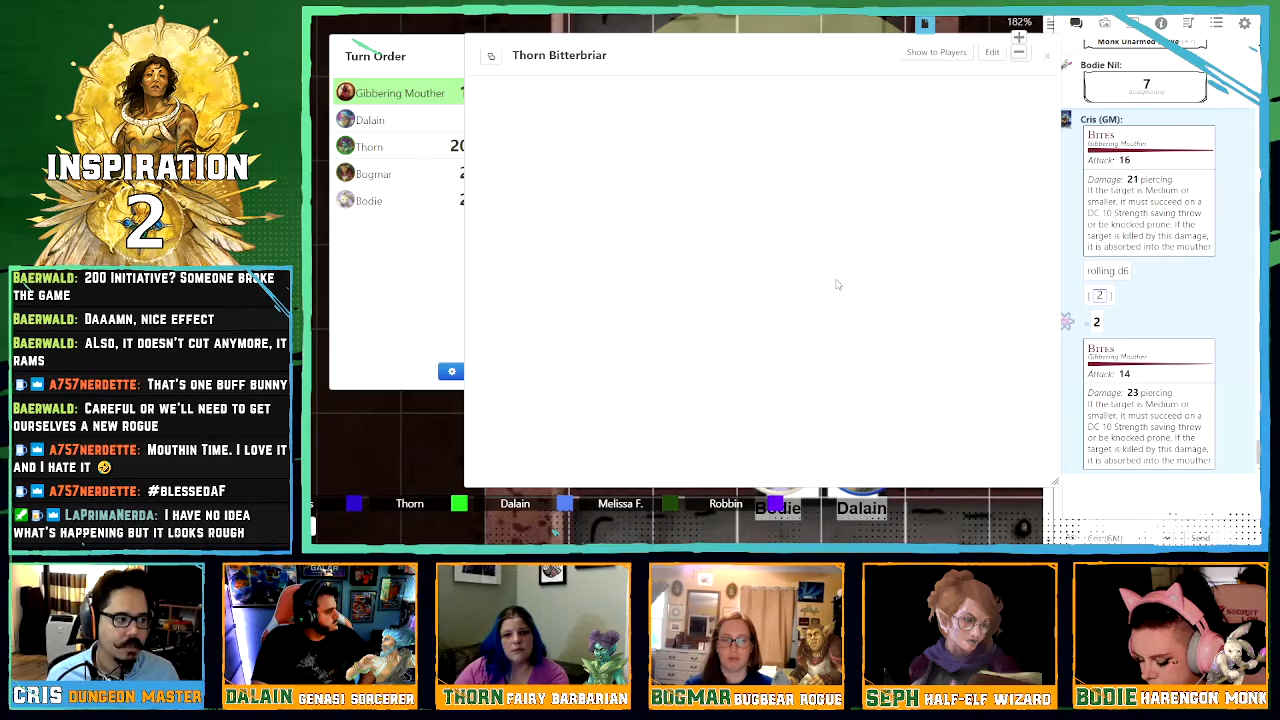 INSPIRATION
2
BAERWALD: 200 INITIATIVE? SOMEONE BROKE
THE GAME
BAERWALD: DAAAMN, NICE EFFECT
BAERWALD: ALSO, IT DOESN'T CUT ANYMORE, IT
RAMS
A757NERDETTE: THAT'S ONE BUFF BUNNY
BAERWALD: CAREFUL OR WE'LL NEED TO GET
OURSELVES A NEW ROGUE
A757NERDETTE: MOUTHIN TIME. I LOVE IT
AND I HATE IT
A757NERDETTE: #BLESSEDAF
LAPRIMANERDA: I HAVE NO IDEA
WHAT'S HAPPENING BUT IT LOOKS ROUGH
Turn Order
Gibbering Mouther
Dalain
Thorn 20
Bogmar 2
Bodie 2
Thorn Bitterbriar
Show to Players
Edit
182%
Thorn
Dalain
Melissa F.
Robbin
Bodie
Dalain
Bodie Nil:
7
Bludgeoning
Cris (GM):
BITES
Gibbering Mouther
Attack: 16
Damage: 21 piercing
If the target is Medium or
smaller, it must succeed on a
DC 10 Strength saving throw
or be knocked prone. If the
target is killed by this damage,
it is absorbed into the mouther
rolling d6
( 2 )
= 2
BITES
Gibbering Mouther
Attack: 14
Damage: 23 piercing
If the target is Medium or
smaller, it must succeed on a
DC 10 Strength saving throw
or be knocked prone. If the
target is killed by this damage,
it is absorbed into the mouther
Cris (GM)
Send
CRIS DUNGEON MASTER
DALAIN GENASI SORCERER
THORN FAIRY BARBARIAN
BOGMAR BUGBEAR ROGUE
SEPH HALF-ELF WIZARD
BODIE HARENGON MONK